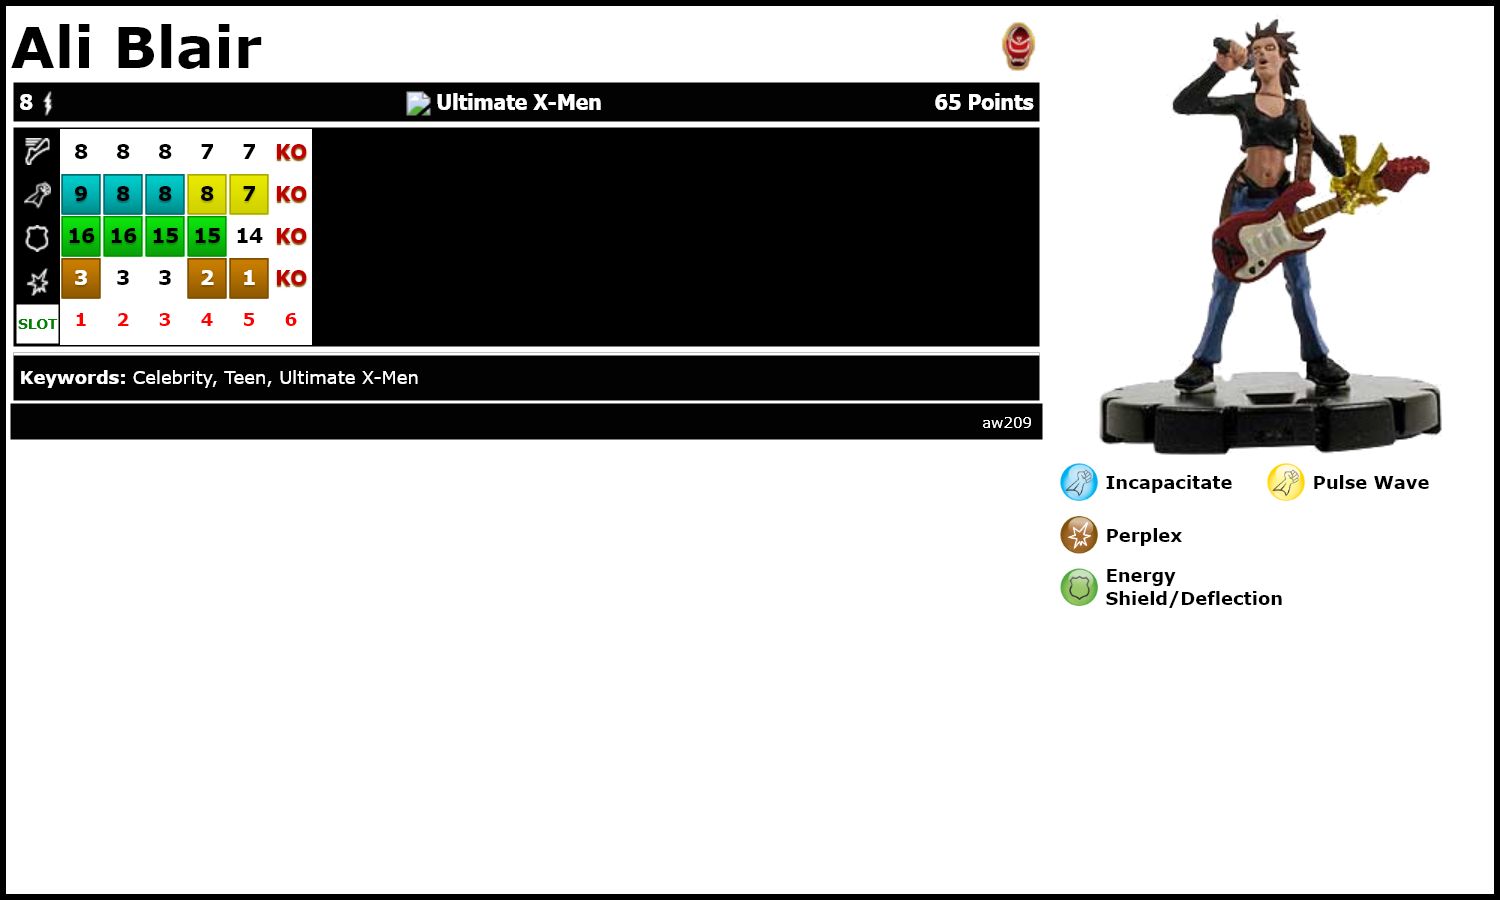 Ali Blair
8 Ultimate X-Men 65 Points
8 8 8 7 7 KO
9 8 8 8 7 KO
16 16 15 15 14 KO
3 3 3 2 1 KO
SLOT 1 2 3 4 5 6
Keywords: Celebrity, Teen, Ultimate X-Men
aw209
Incapacitate Pulse Wave
Perplex
Energy
Shield/Deflection